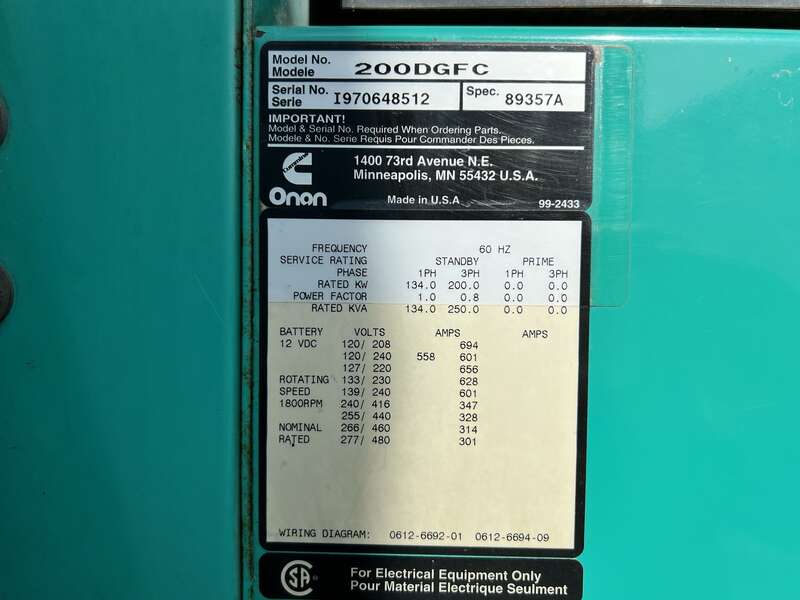 Model No.
Modele 200DGFC
Serial No.
Serie I970648512 Spec. 89357A
IMPORTANT!
Model & Serial No. Required When Ordering Parts.
Modele & No. Serie Requis Pour Commander Des Pieces.
1400 73rd Avenue N.E.
Minneapolis, MN 55432 U.S.A.
Cummins
Onan
Made in U.S.A
99-2433
FREQUENCY 60 HZ
SERVICE RATING STANDBY PRIME
PHASE 1PH 3PH 1PH 3PH
RATED KW 134.0 200.0 0.0 0.0
POWER FACTOR 1.0 0.8 0.0 0.0
RATED KVA 134.0 250.0 0.0 0.0
BATTERY VOLTS AMPS AMPS
12 VDC 120/ 208 694
120/ 240 558 601
127/ 220 656
ROTATING 133/ 230 628
SPEED 139/ 240 601
1800RPM 240/ 416 347
255/ 440 328
NOMINAL 266/ 460 314
RATED 277/ 480 301
WIRING DIAGRAM: 0612-6692-01 0612-6694-09
CSA
For Electrical Equipment Only
Pour Material Electrique Seulment